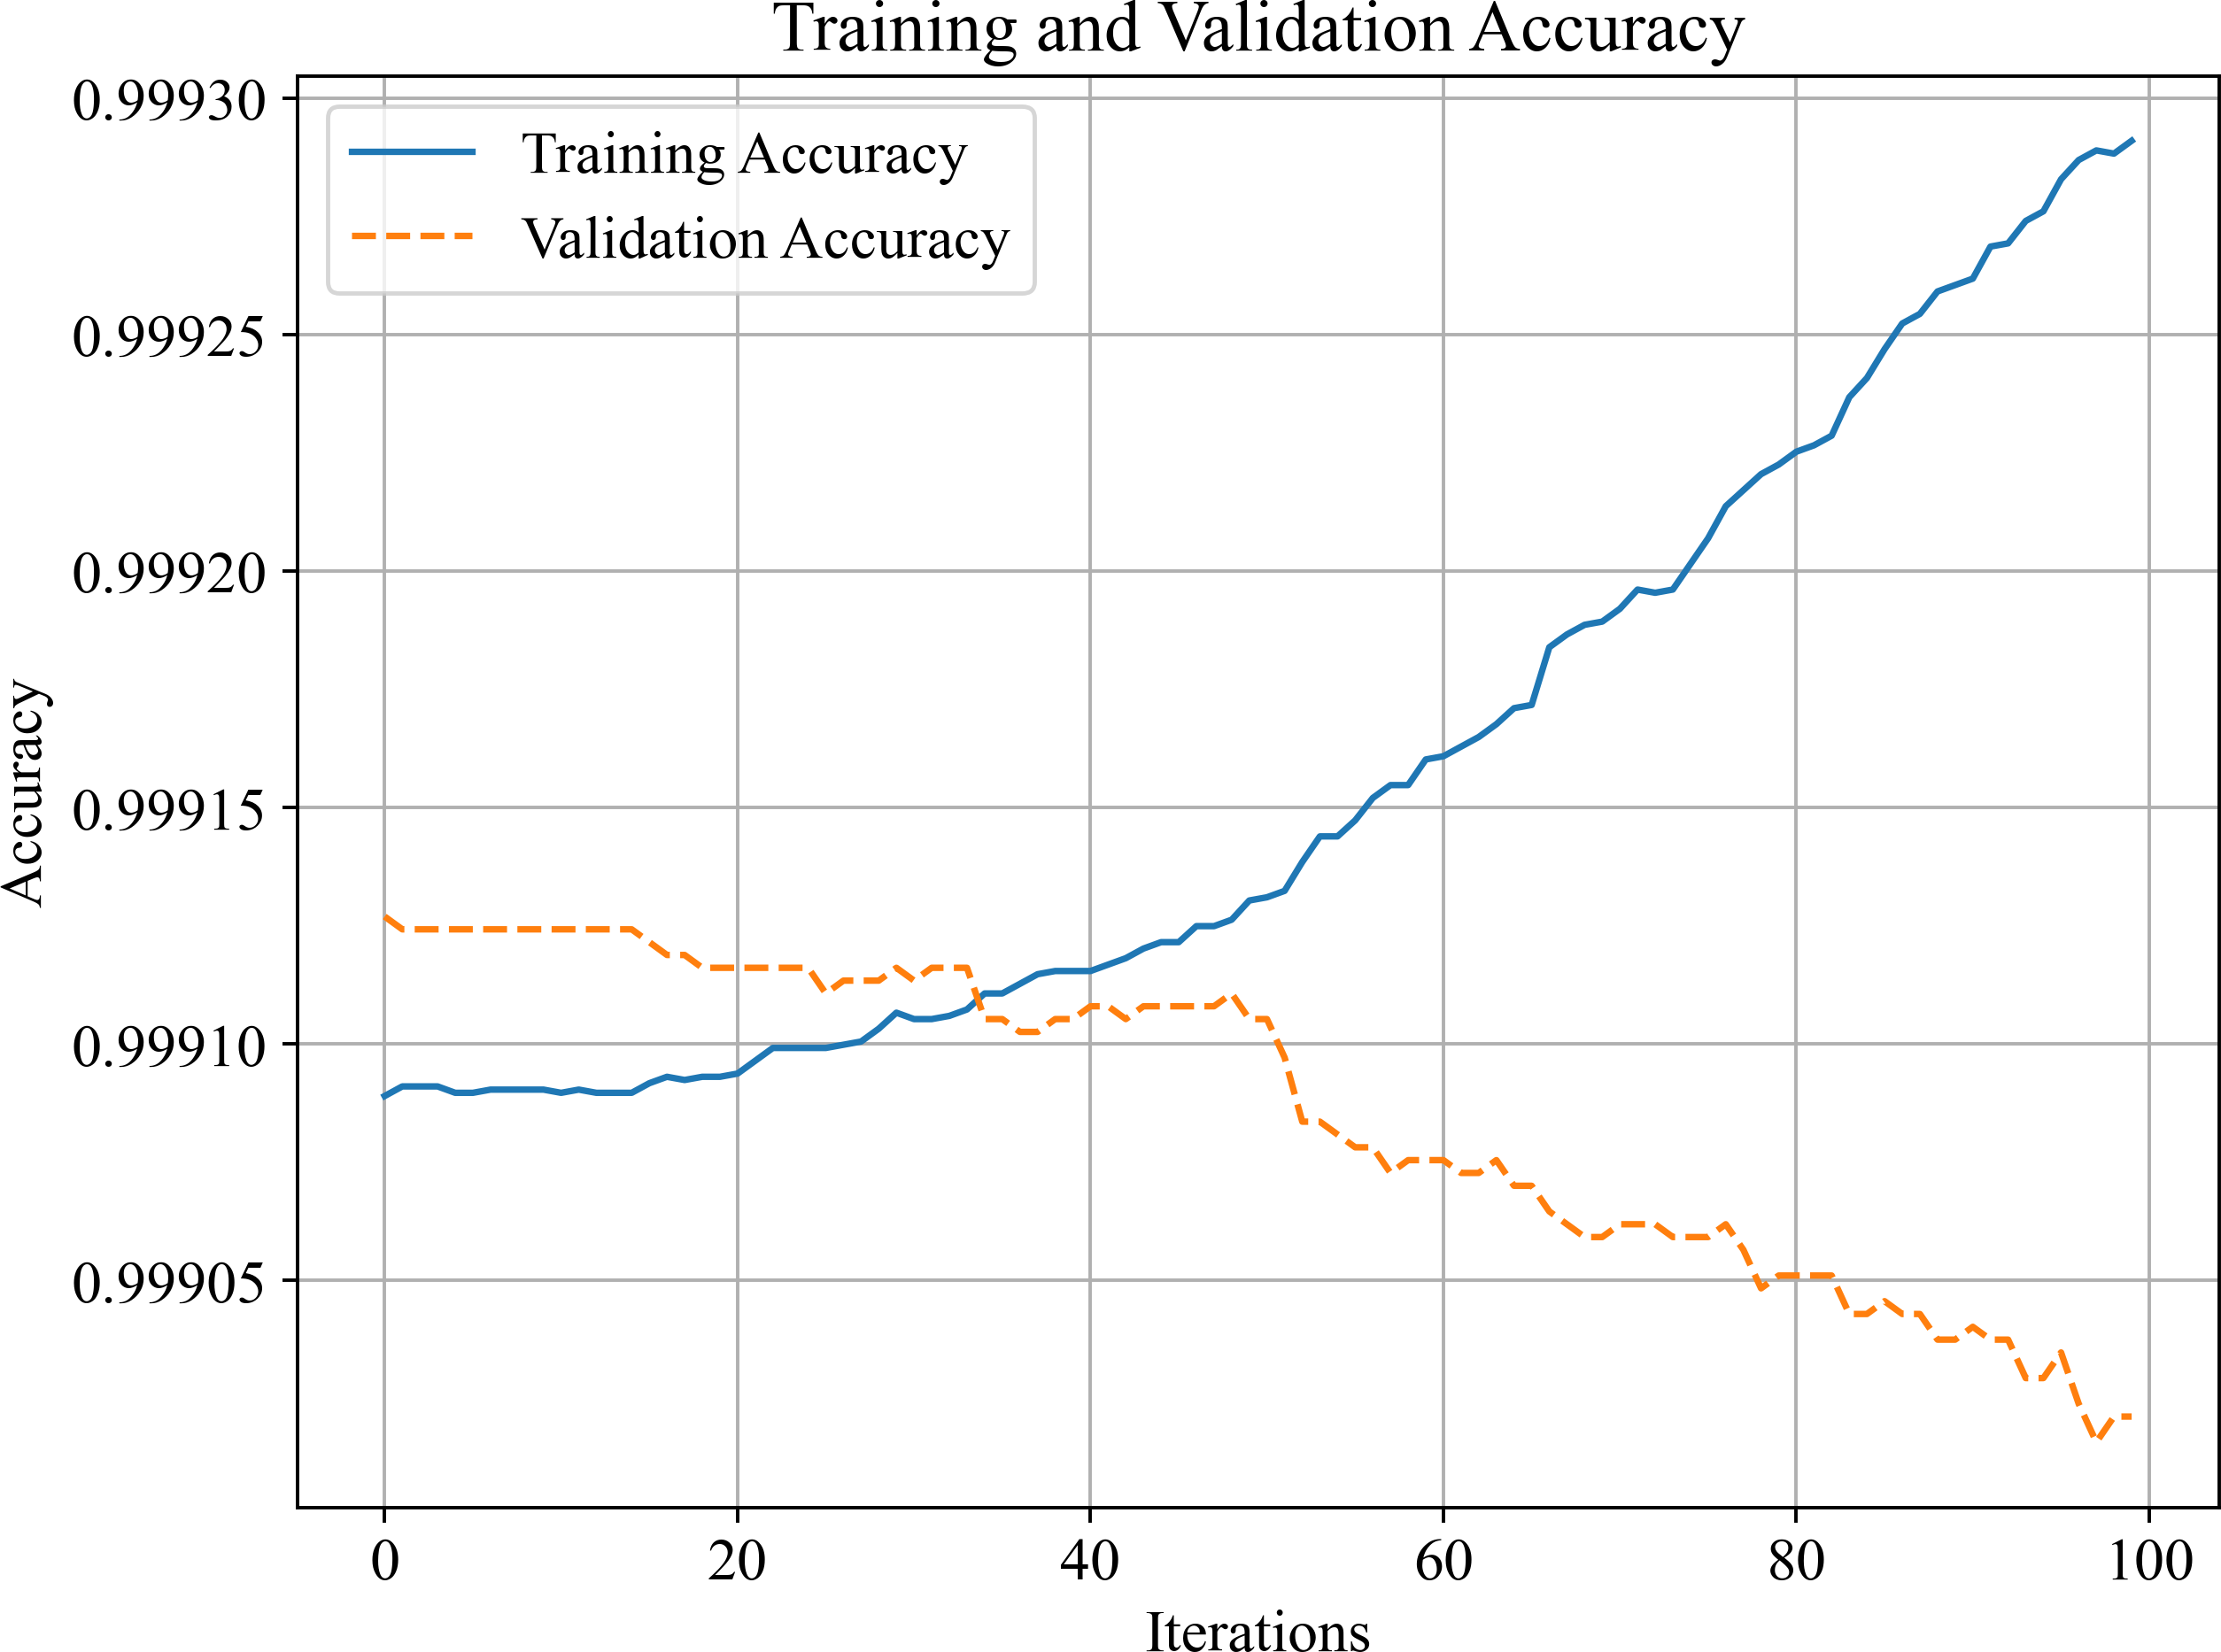 Training and Validation Accuracy
0.99930
Training Accuracy
Validation Accuracy
0.99925
0.99920
0.99915
0.99910
0.99905
Accuracy
0 20 40 60 80 100
Iterations